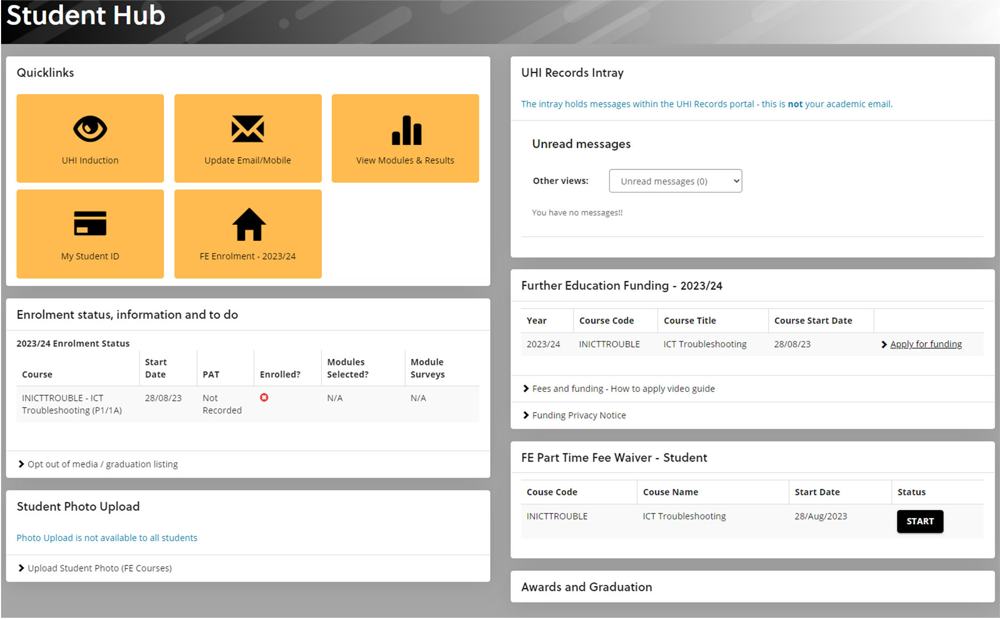 Student Hub
Quicklinks
UHI Induction
Update Email/Mobile
View Modules & Results
My Student ID
FE Enrolment - 2023/24
Enrolment status, information and to do
2023/24 Enrolment Status
Course
Start
Date
PAT
Enrolled?
Modules
Selected?
Module
Surveys
INICTTROUBLE - ICT
Troubleshooting (P1/1A)
28/08/23
Not
Recorded
N/A
N/A
Opt out of media / graduation listing
Student Photo Upload
Photo Upload is not available to all students
Upload Student Photo (FE Courses)
UHI Records Intray
The intray holds messages within the UHI Records portal - this is not your academic email.
Unread messages
Other views:
Unread messages (0)
You have no messages!!
Further Education Funding - 2023/24
Year
Course Code
Course Title
Course Start Date
2023/24
INICTTROUBLE
ICT Troubleshooting
28/08/23
Apply for funding
Fees and funding - How to apply video guide
Funding Privacy Notice
FE Part Time Fee Waiver - Student
Couse Code
Couse Name
Start Date
Status
INICTTROUBLE
ICT Troubleshooting
28/Aug/2023
START
Awards and Graduation